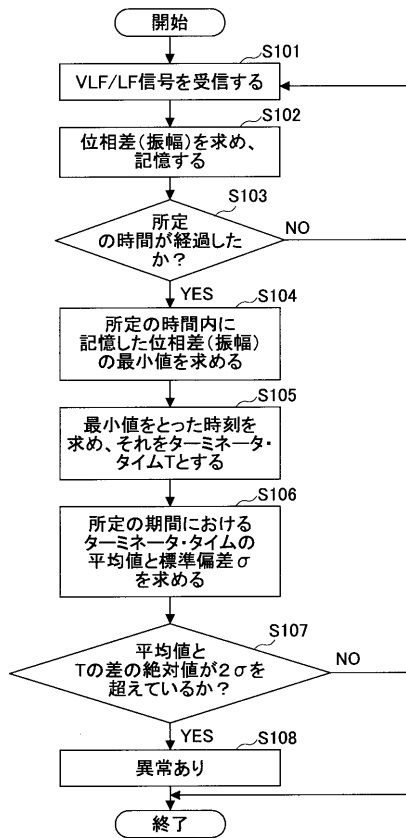 開始
S101
VLF/LF信号を受信する
S102
位相差(振幅)を求め、
記憶する
S103
所定
の時間が経過した
か？
NO
YES
S104
所定の時間内に
記憶した位相差(振幅)
の最小値を求める
S105
最小値をとった時刻を
求め、それをターミネータ・
タイムTとする
S106
所定の期間における
ターミネータ・タイムの
平均値と標準偏差σ
を求める
S107
平均値と
Tの差の絶対値が2σを
超えているか？
NO
YES
S108
異常あり
終了